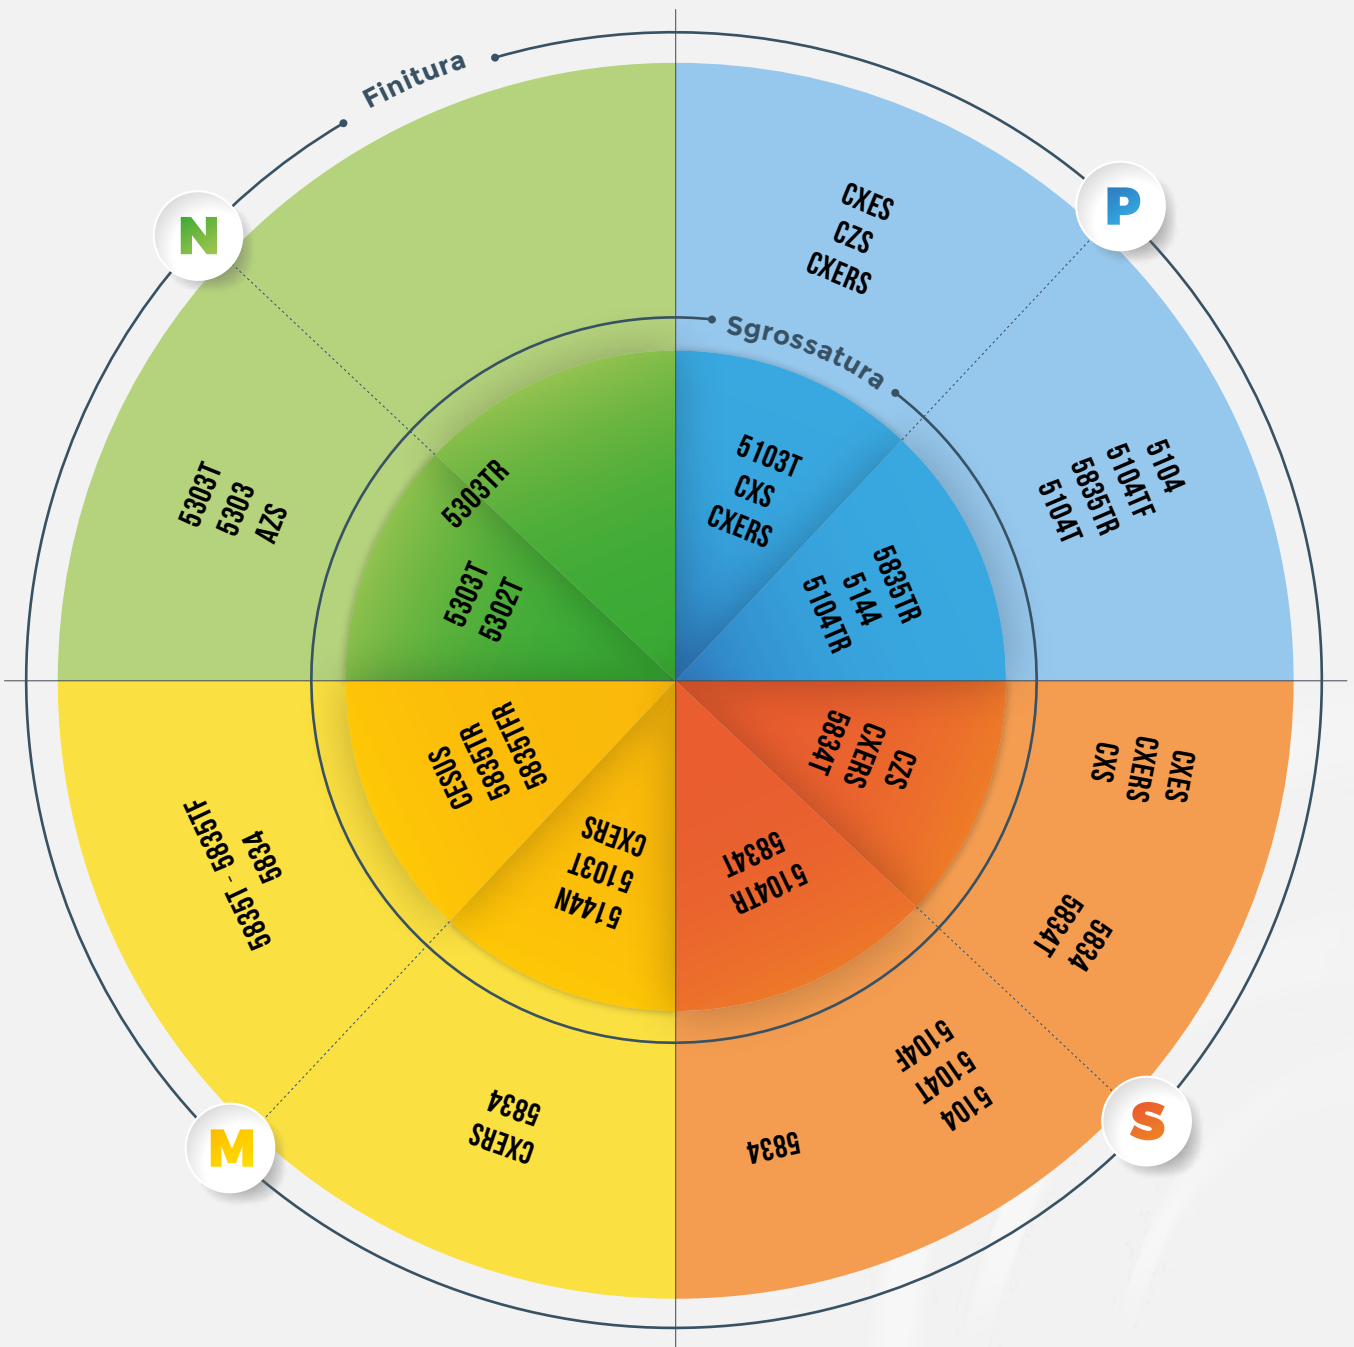 Finitura
N
P
CXES
CZS
CXERS
Sgrossatura
5104
5104TF
5835TR
5104T
5103T
CXS
CXERS
5835TR
5144
5104TR
5303T
5303
AZS
5303TR
5303T
5302T
CESUS
5835TR
5835TFR
CXERS
5103T
5144N
5835T - 5835TF
5834
5834
CXERS
M
CZS
CXERS
5834T
5834T
5104TR
CXES
CXERS
CXS
5834
5834T
5104F
5104T
5104
5834
S